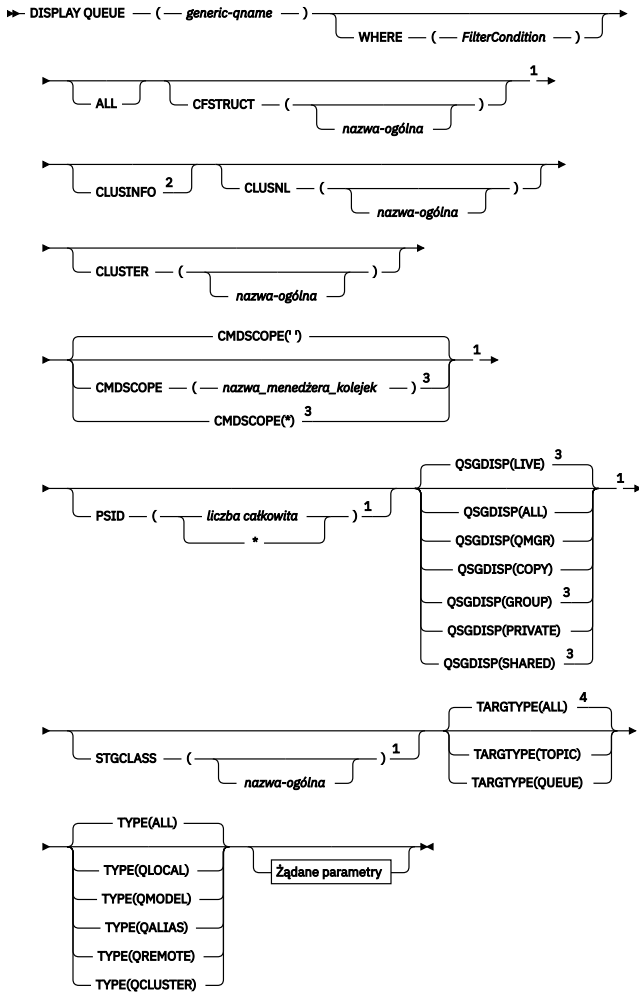 DISPLAY QUEUE — ( — generic-qname — )
WHERE — ( — FilterCondition — )
ALL
CFSTRUCT — ( nazwa-ogólna ) 1
CLUSINFO 2
CLUSNL — ( nazwa-ogólna )
CLUSTER — ( nazwa-ogólna )
CMDSCOPE(' ')
CMDSCOPE — ( — nazwa_menedżera_kolejek — ) 3 1
CMDSCOPE(*) 3
PSID — ( liczba całkowita ) 1
*
QSGDISP(LIVE) 3
1
QSGDISP(ALL)
QSGDISP(QMGR)
QSGDISP(COPY)
QSGDISP(GROUP) 3
QSGDISP(PRIVATE)
QSGDISP(SHARED) 3
STGCLASS — ( nazwa-ogólna ) 1
TARGTYPE(ALL) 4
TARGTYPE(TOPIC)
TARGTYPE(QUEUE)
TYPE(ALL)
TYPE(QLOCAL)
TYPE(QMODEL)
TYPE(QALIAS)
TYPE(QREMOTE)
TYPE(QCLUSTER)
Żądane parametry